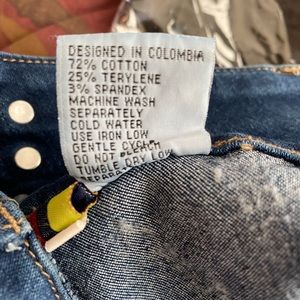 DESIGNED IN COLOMBIA
72% COTTON
25% TERYLENE
3% SPANDEX
MACHINE WASH
SEPARATELY
COLD WATER
USE IRON LOW
GENTLE CYCLE
DO NOT
TUMBLE DRY LOW